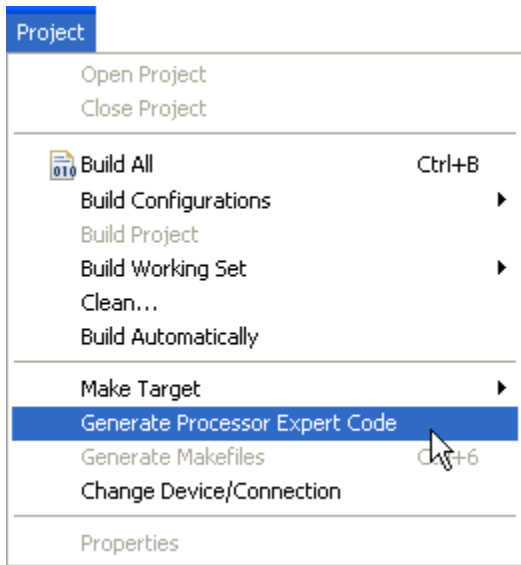 Project
Open Project
Close Project
010 Build All Ctrl+B
Build Configurations
Build Project
Build Working Set
Clean...
Build Automatically
Make Target
Generate Processor Expert Code
Generate Makefiles
Change Device/Connection
Properties